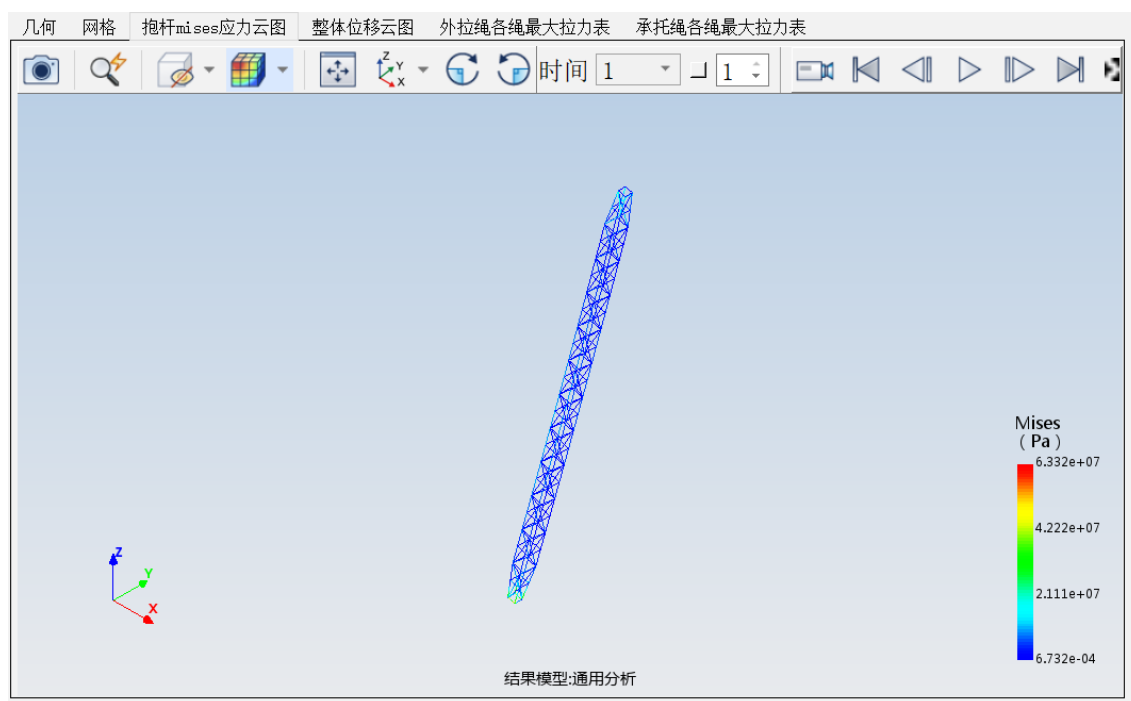 几何 网格 抱杆mises应力云图 整体位移云图 外拉绳各绳最大拉力表 承托绳各绳最大拉力表
Z Y X 时间 1 1
Mises
(Pa)
6.332e+07
4.222e+07
2.111e+07
6.732e-04
Z
Y
X
结果模型:通用分析